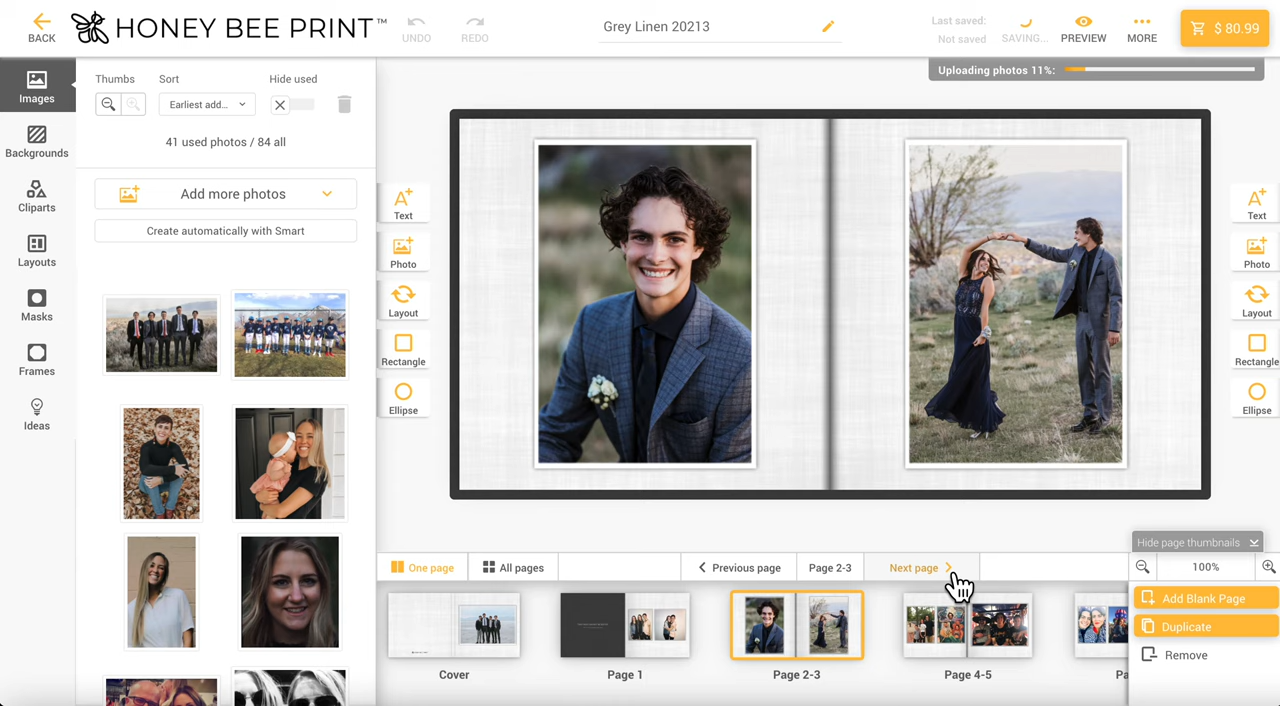 BACK
HONEY BEE PRINT™
UNDO
REDO
Grey Linen 20213
Last saved:
Not saved
SAVING...
PREVIEW
MORE
$ 80.99
Uploading photos 11%:
Images
Backgrounds
Cliparts
Layouts
Masks
Frames
Ideas
Thumbs
Sort
Hide used
Earliest add...
41 used photos / 84 all
Add more photos
Create automatically with Smart
Text
Photo
Layout
Rectangle
Ellipse
Text
Photo
Layout
Rectangle
Ellipse
Hide page thumbnails
One page
All pages
Previous page
Page 2-3
Next page
100%
Add Blank Page
Duplicate
Remove
Cover
Page 1
Page 2-3
Page 4-5
Pa